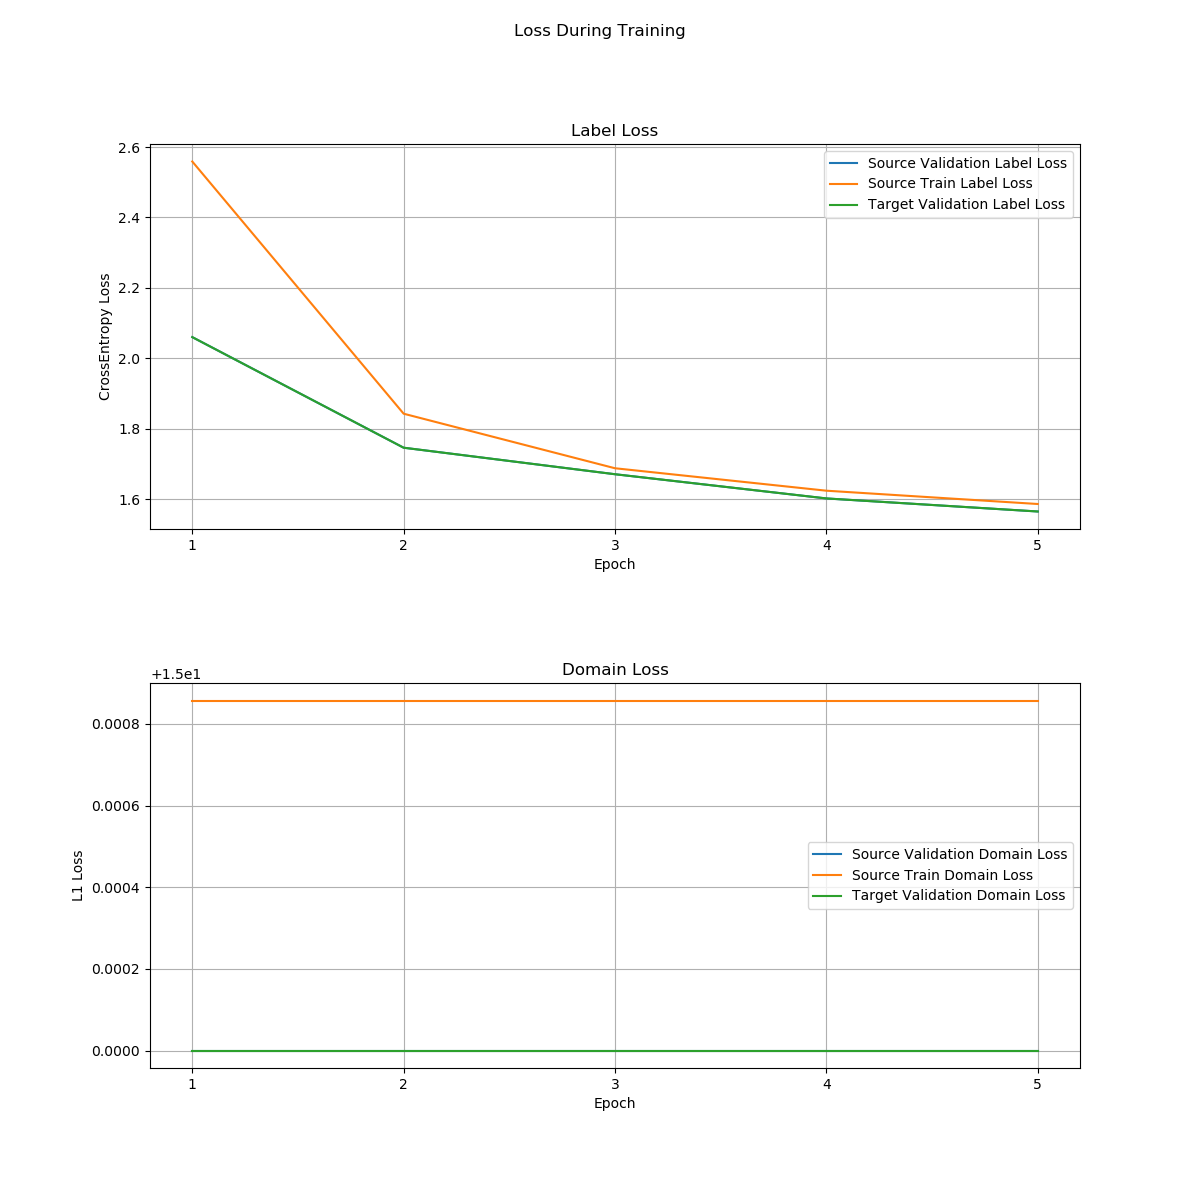 Loss During Training
Label Loss
2.6
2.4
2.2
2.0
1.8
1.6
CrossEntropy Loss
Source Validation Label Loss
Source Train Label Loss
Target Validation Label Loss
1 2 3 4 5
Epoch
Domain Loss
+1.5e1
0.0008
0.0006
0.0004
0.0002
0.0000
L1 Loss
Source Validation Domain Loss
Source Train Domain Loss
Target Validation Domain Loss
1 2 3 4 5
Epoch